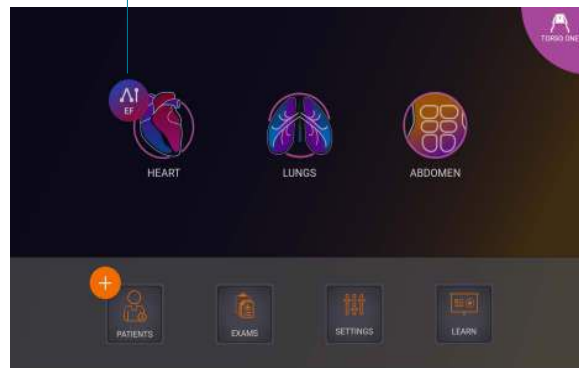 TORSO ONE
AI
EF
HEART
LUNGS
ABDOMEN
PATIENTS
EXAMS
SETTINGS
LEARN